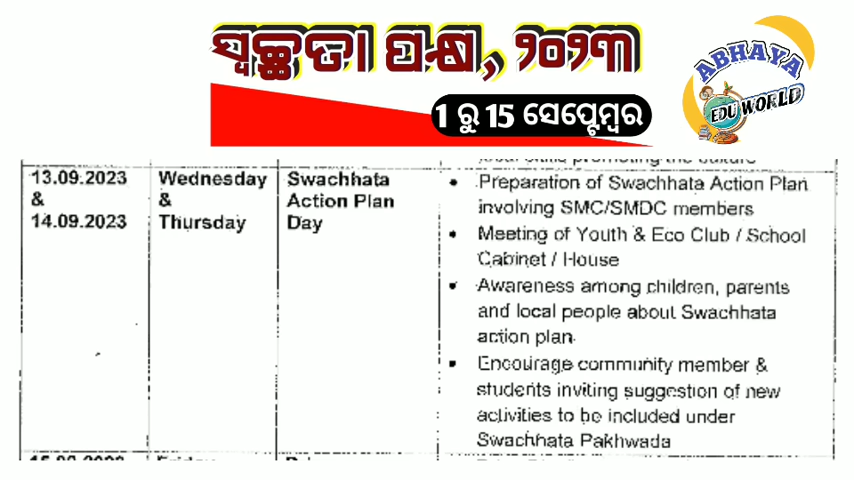 ସ୍ୱଚ୍ଛତା ପକ୍ଷ, ୨୦୨୩
1 ରୁ 15 ସେପ୍ଟେମ୍ବର
ABHAYA
EDU WORLD
13.09.2023
&
14.09.2023
Wednesday
&
Thursday
Swachhata
Action Plan
Day
• Preparation of Swachhata Action Plan
involving SMC/SMDC members
• Meeting of Youth & Eco Club / School
Cabinet / House
• Awareness among children, parents
and local people about Swachhata
action plan.
• Encourage community member &
students inviting suggestion of new
activities to be included under
Swachhata Pakhwada